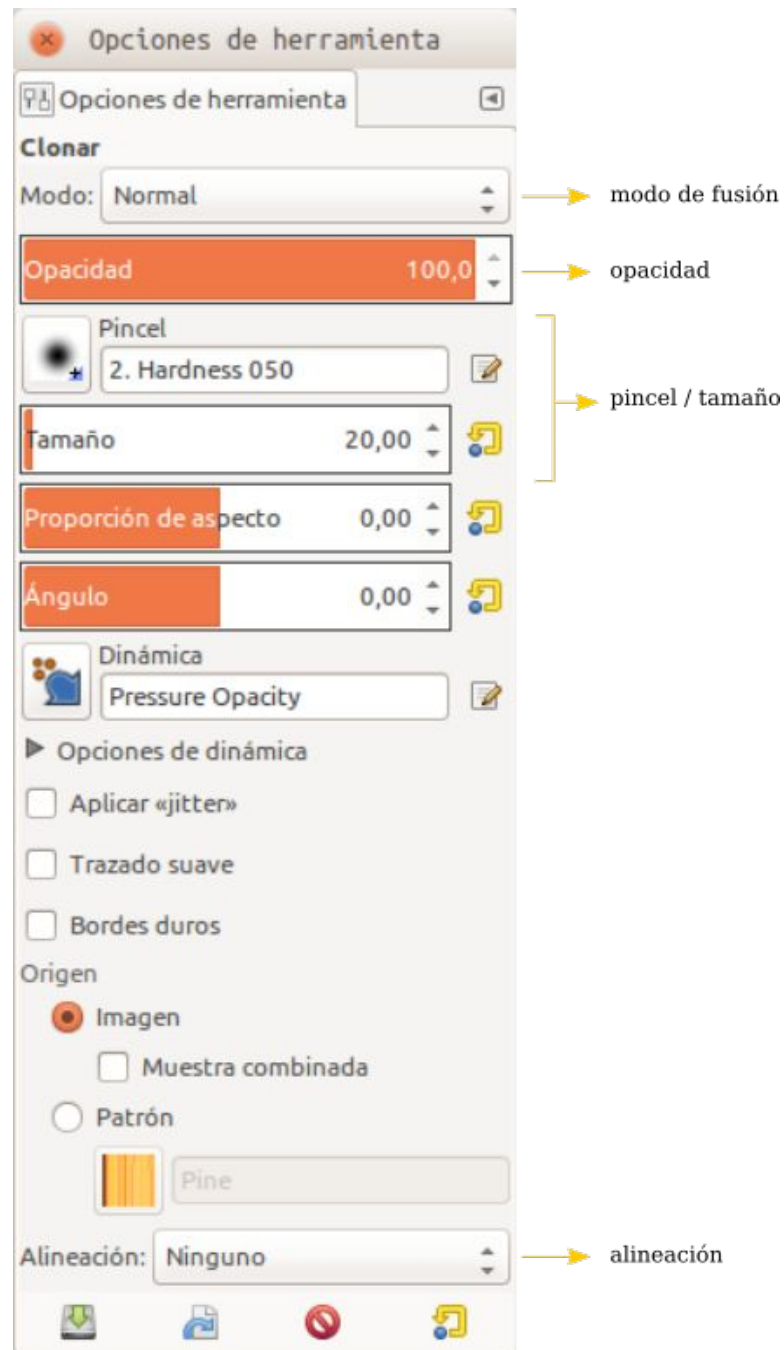 Opciones de herramienta
Opciones de herramienta
Clonar
Modo: Normal
modo de fusión
Opacidad 100,0
opacidad
Pincel
2. Hardness 050
pincel / tamaño
Tamaño 20,00
Proporción de aspecto 0,00
Ángulo 0,00
Dinámica
Pressure Opacity
Opciones de dinámica
Aplicar «jitter»
Trazado suave
Bordes duros
Origen
Imagen
Muestra combinada
Patrón
Pine
Alineación: Ninguno
alineación